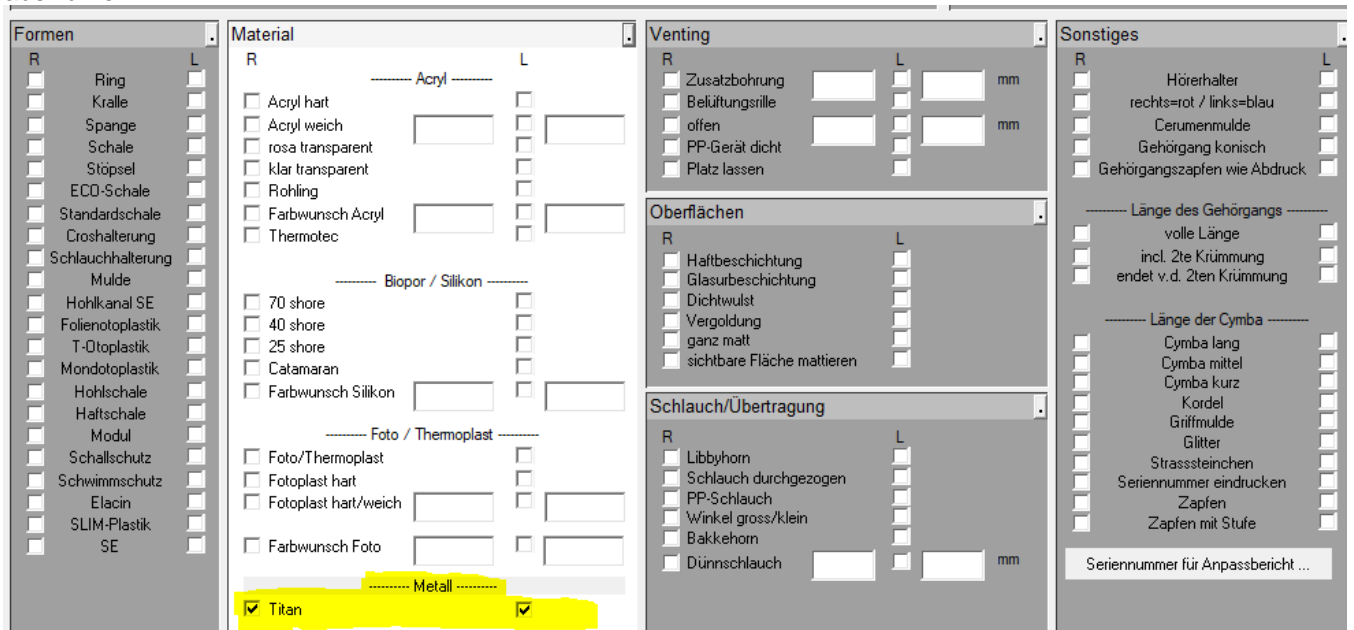 Formen
R L
Ring
Kralle
Spange
Schale
Stöpsel
ECO-Schale
Standardschale
Croshalterung
Schlauchhalterung
Mulde
Hohlkanal SE
Folienotoplastik
T-Otoplastik
Mondotoplastik
Hohlschale
Haftschale
Modul
Schallschutz
Schwimmschutz
Elacin
SLIM-Plastik
SE
Material
R L
---------- Acryl ----------
Acryl hart
Acryl weich
rosa transparent
klar transparent
Rohling
Farbwunsch Acryl
Thermotec
---------- Biopor / Silikon ----------
70 shore
40 shore
25 shore
Catamaran
Farbwunsch Silikon
---------- Foto / Thermoplast ----------
Foto/Thermoplast
Fotoplast hart
Fotoplast hart/weich
Farbwunsch Foto
---------- Metall ----------
Titan
Venting
R L
Zusatzbohrung mm
Belüftungsrille
offen mm
PP-Gerät dicht
Platz lassen
Oberflächen
R L
Haftbeschichtung
Glasurbeschichtung
Dichtwulst
Vergoldung
ganz matt
sichtbare Fläche mattieren
Schlauch/Übertragung
R L
Libbyhorn
Schlauch durchgezogen
PP-Schlauch
Winkel gross/klein
Bakkehorn
Dünnschlauch mm
Sonstiges
R L
Hörerhalter
rechts=rot / links=blau
Cerumenmulde
Gehörgang konisch
Gehörgangszapfen wie Abdruck
---------- Länge des Gehörgangs ----------
volle Länge
incl. 2te Krümmung
endet v.d. 2ten Krümmung
---------- Länge der Cymba ----------
Cymba lang
Cymba mittel
Cymba kurz
Kordel
Griffmulde
Glitter
Strasssteinchen
Seriennummer eindrucken
Zapfen
Zapfen mit Stufe
Seriennummer für Anpassbericht ...